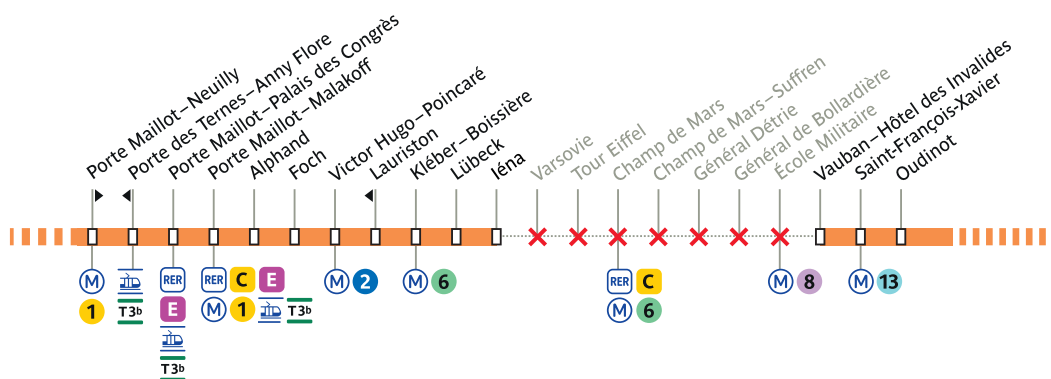 Porte Maillot–Neuilly
Porte des Ternes–Anny Flore
Porte Maillot–Palais des Congrès
Porte Maillot–Malakoff
Alphand
Foch
Victor Hugo–Poincaré
Lauriston
Kléber–Boissière
Lübeck
Iéna
Varsovie
Tour Eiffel
Champ de Mars
Champ de Mars–Suffren
Général Détrie
Général de Bollardière
École Militaire
Vauban–Hôtel des Invalides
Saint-François-Xavier
Oudinot
M
1
T3b
RER
E
T3b
RER C E
M 1 T3b
M 2
M 6
RER C
M 6
M 8
M 13